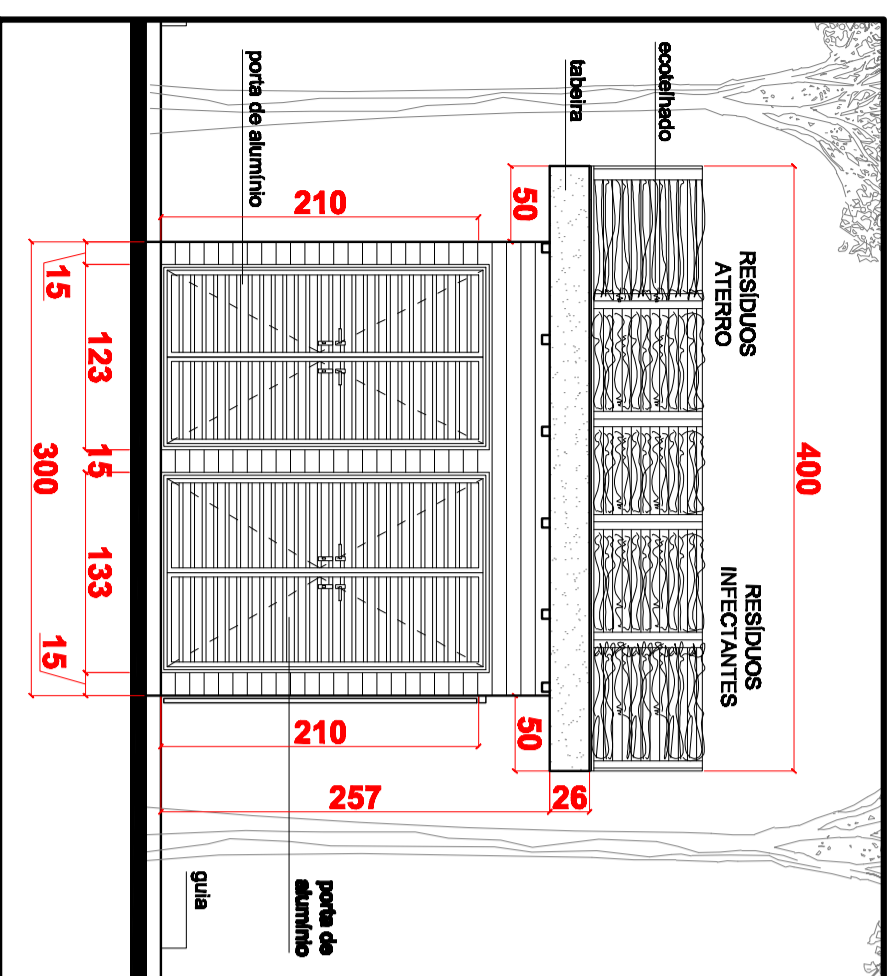 ecotelhado
tabeira
porta de alumínio
RESÍDUOS
ATERRO
RESÍDUOS
INFECTANTES
400
50
50
210
210
257
26
15
123
15
133
15
300
porta de
alumínio
guia